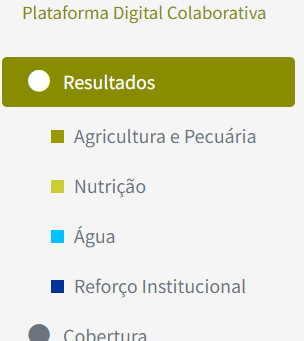 Plataforma Digital Colaborativa
Resultados
Agricultura e Pecuária
Nutrição
Água
Reforço Institucional
Cobertura